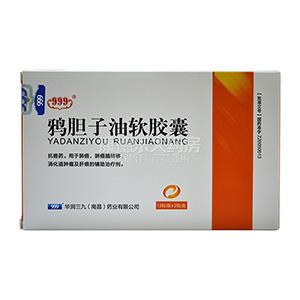 999®
鸦胆子油软胶囊
YADANZIYOU RUANJIAONANG
抗癌药。用于肺癌，肺癌脑转移，
消化道肿瘤及肝癌的辅助治疗剂。
999 华润三九（南昌）药业有限公司
999